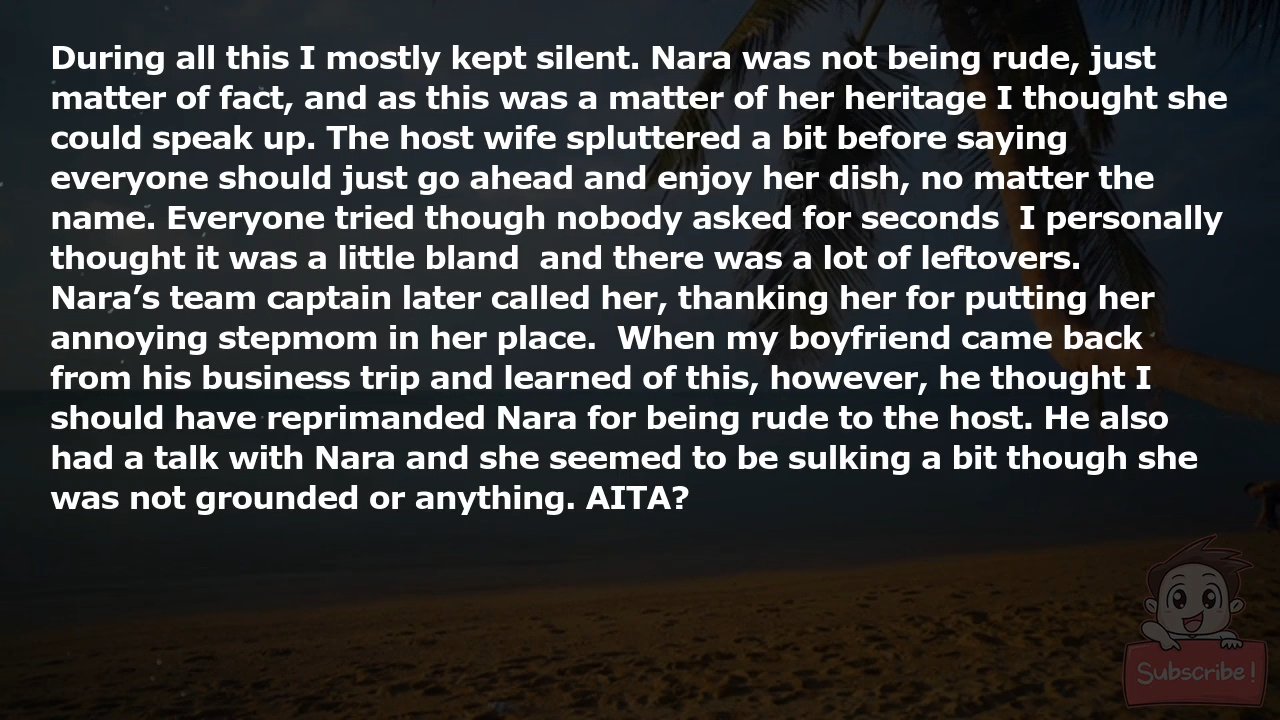 During all this I mostly kept silent. Nara was not being rude, just
matter of fact, and as this was a matter of her heritage I thought she
could speak up. The host wife spluttered a bit before saying
everyone should just go ahead and enjoy her dish, no matter the
name. Everyone tried though nobody asked for seconds  I personally
thought it was a little bland  and there was a lot of leftovers.
Nara’s team captain later called her, thanking her for putting her
annoying stepmom in her place.  When my boyfriend came back
from his business trip and learned of this, however, he thought I
should have reprimanded Nara for being rude to the host. He also
had a talk with Nara and she seemed to be sulking a bit though she
was not grounded or anything. AITA?
Subscribe!